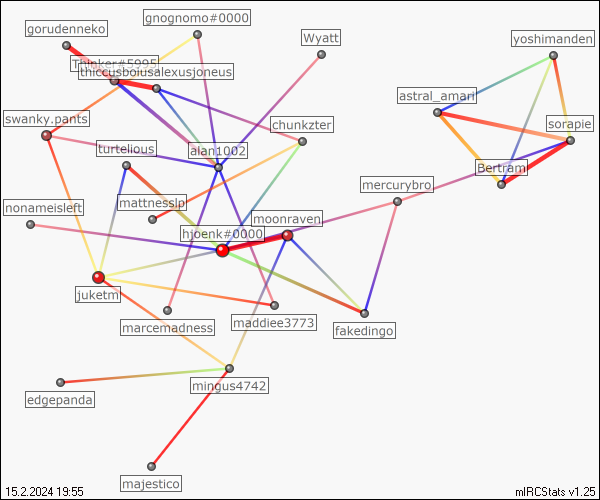 gnognomo#0000
gorudenneko
Wyatt
yoshimanden
Thinker#5995
thiccusboiusalexusjoneus
astral_amari
swanky.pants
chunkzter
sorapie
turtelious
alan1002
Bertram
mercurybro
mattnesslp
nonameisleft
moonraven
hjoenk#0000
juketm
marcemadness
maddiee3773
fakedingo
mingus4742
edgepanda
majestico
15.2.2024 19:55
mIRCStats v1.25